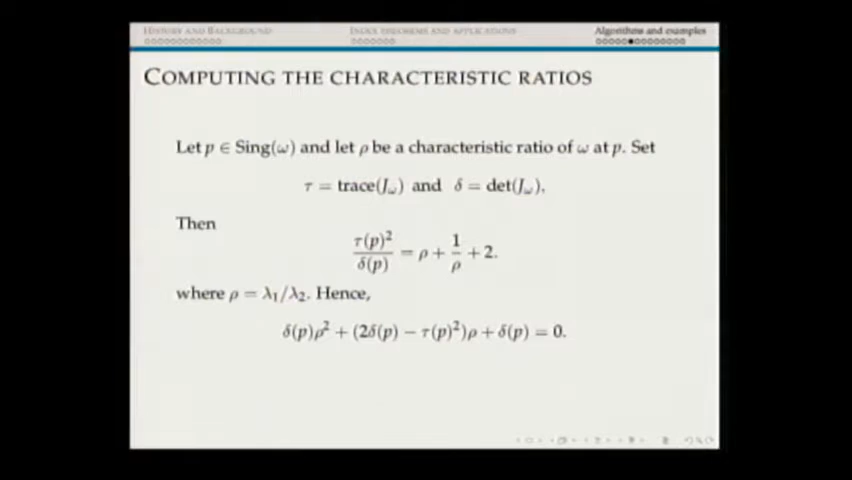 HISTORY AND BACKGROUND INDEX THEOREMS AND APPLICATIONS Algorithms and examples
COMPUTING THE CHARACTERISTIC RATIOS
Let p ∈ Sing(ω) and let ρ be a characteristic ratio of ω at p. Set
τ = trace(J_ω) and δ = det(J_ω).
Then
τ(p)²/δ(p) = ρ + 1/ρ + 2.
where ρ = λ₁/λ₂. Hence,
δ(p)ρ² + (2δ(p) − τ(p)²)ρ + δ(p) = 0.